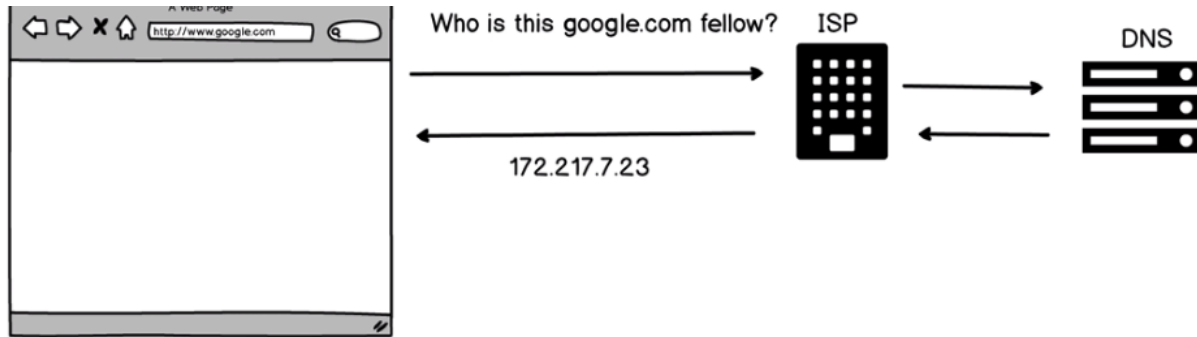 A Web Page
http://www.google.com
Who is this google.com fellow?
ISP
DNS
172.217.7.23